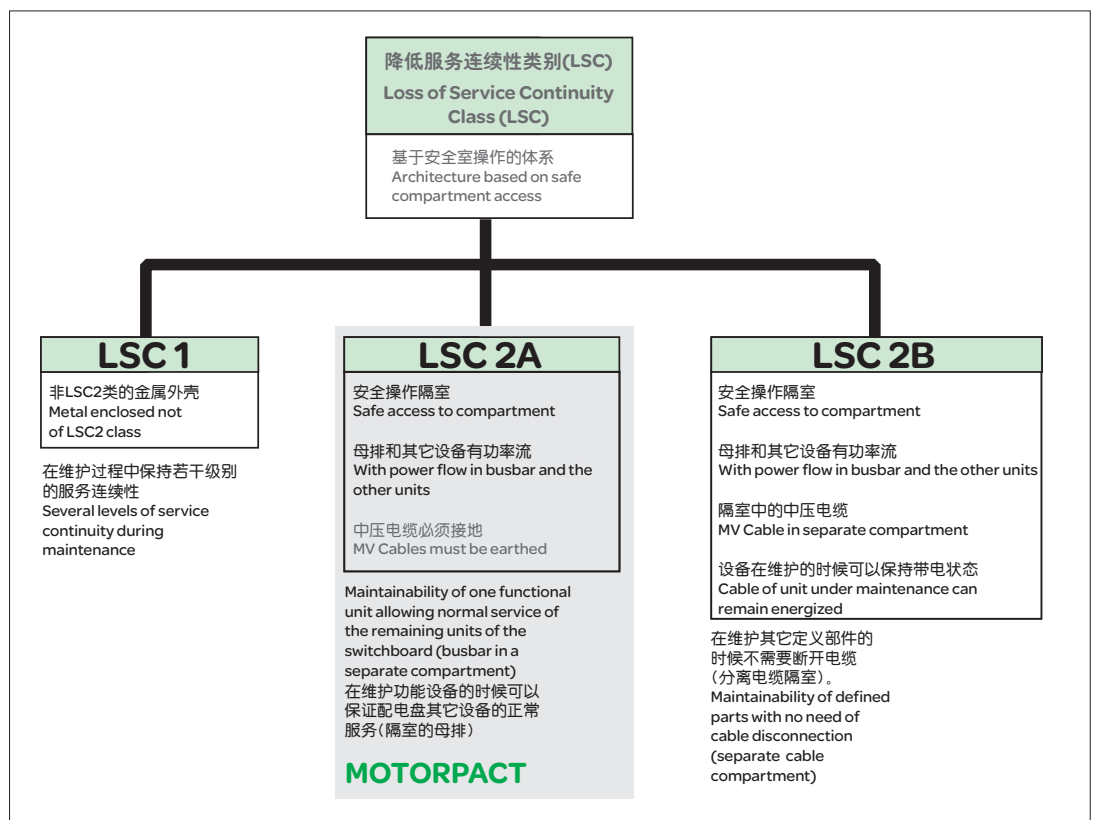 降低服务连续性类别(LSC)
Loss of Service Continuity
Class (LSC)
基于安全室操作的体系
Architecture based on safe
compartment access
LSC 1
非LSC2类的金属外壳
Metal enclosed not
of LSC2 class
在维护过程中保持若干级别
的服务连续性
Several levels of service
continuity during
maintenance
LSC 2A
安全操作隔室
Safe access to compartment
母排和其它设备有功率流
With power flow in busbar and the
other units
中压电缆必须接地
MV Cables must be earthed
Maintainability of one functional
unit allowing normal service of
the remaining units of the
switchboard (busbar in a
separate compartment)
在维护功能设备的时候可以
保证配电盘其它设备的正常
服务(隔室的母排)
MOTORPACT
LSC 2B
安全操作隔室
Safe access to compartment
母排和其它设备有功率流
With power flow in busbar and the other units
隔室中的中压电缆
MV Cable in separate compartment
设备在维护的时候可以保持带电状态
Cable of unit under maintenance can
remain energized
在维护其它定义部件的
时候不需要断开电缆
(分离电缆隔室)。
Maintainability of defined
parts with no need of
cable disconnection
(separate cable
compartment)